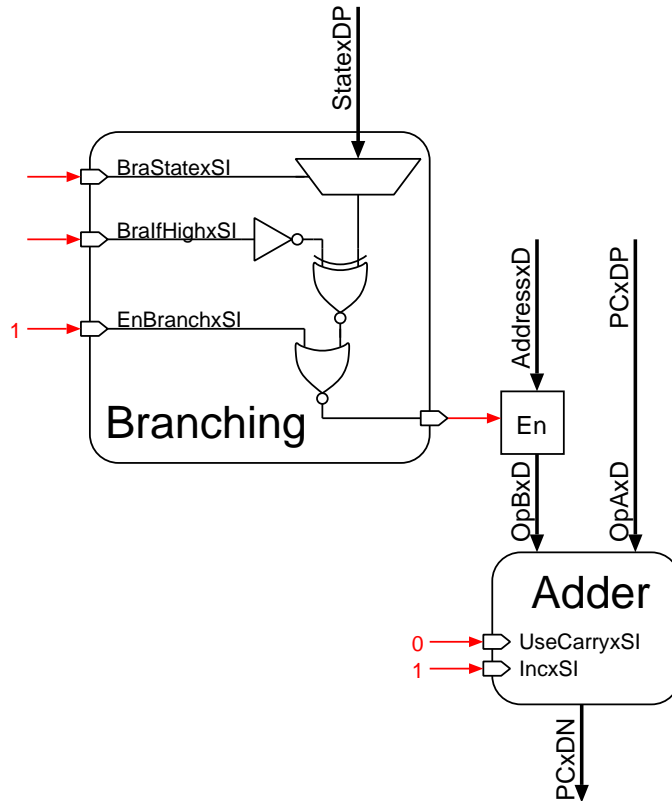 StatexDP
BraStatexSI
BraIfHighxSI
1
EnBranchxSI
Branching
AddressxD
PCxDP
En
OpBxD
OpAxD
Adder
0
UseCarryxSI
1
IncxSI
PCxDN